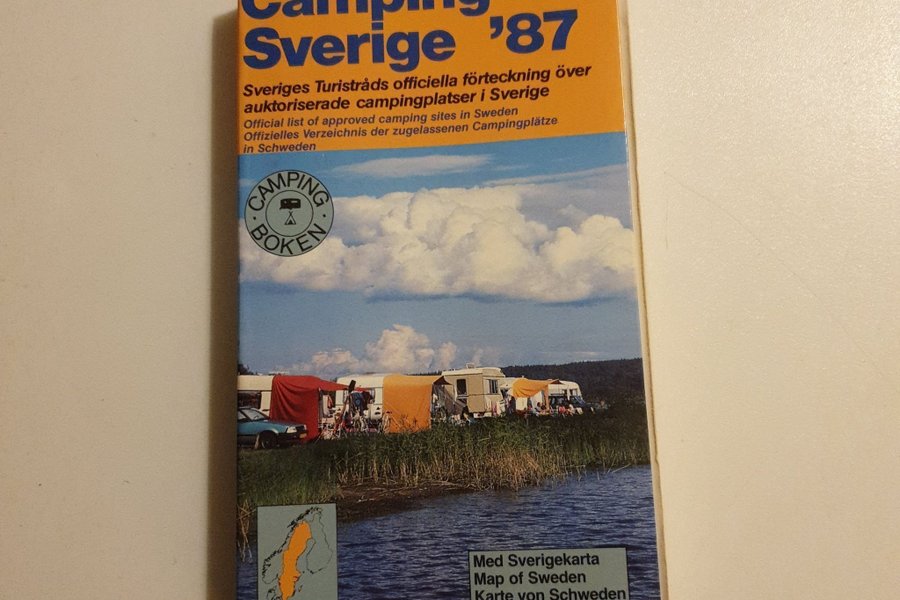 Camping
Sverige '87
Sveriges Turistråds officiella förteckning över
auktoriserade campingplatser i Sverige
Official list of approved camping sites in Sweden
Offizielles Verzeichnis der zugelassenen Campingplätze
in Schweden
CAMPING
BOKEN
Med Sverigekarta
Map of Sweden
Karte von Schweden